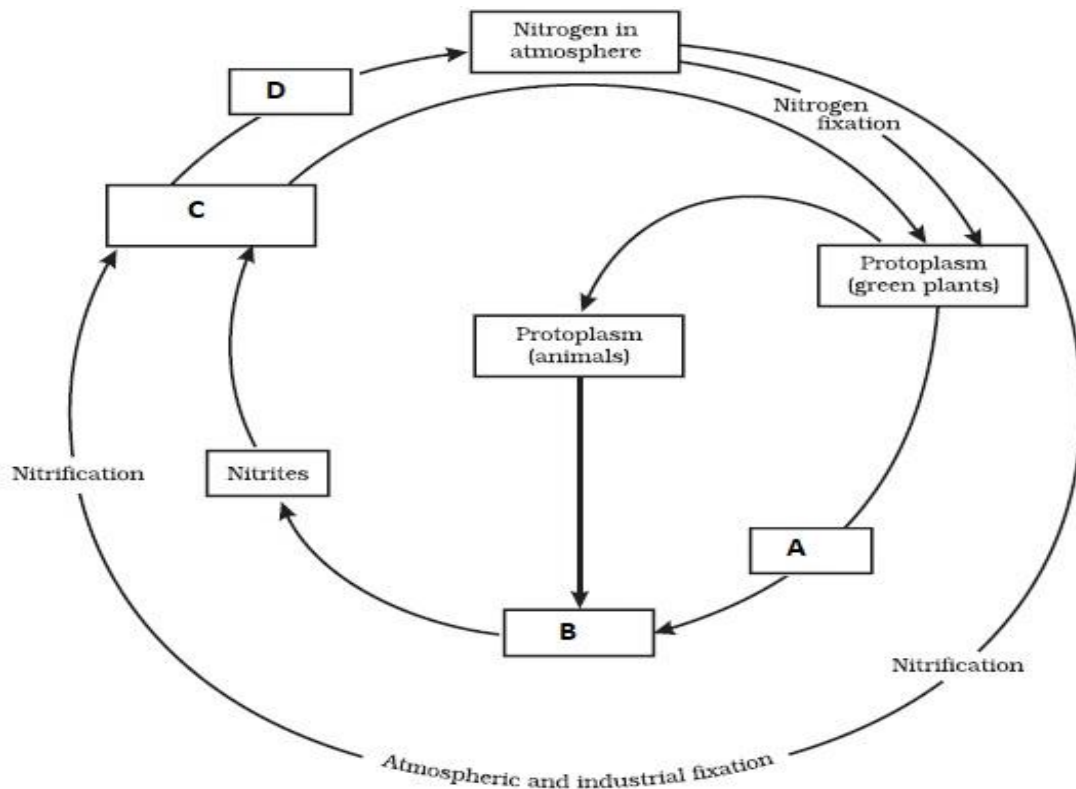 Nitrogen in
atmosphere
D
Nitrogen
fixation
C
Protoplasm
(green plants)
Protoplasm
(animals)
Nitrification
Nitrites
A
B
Nitrification
Atmospheric and industrial fixation